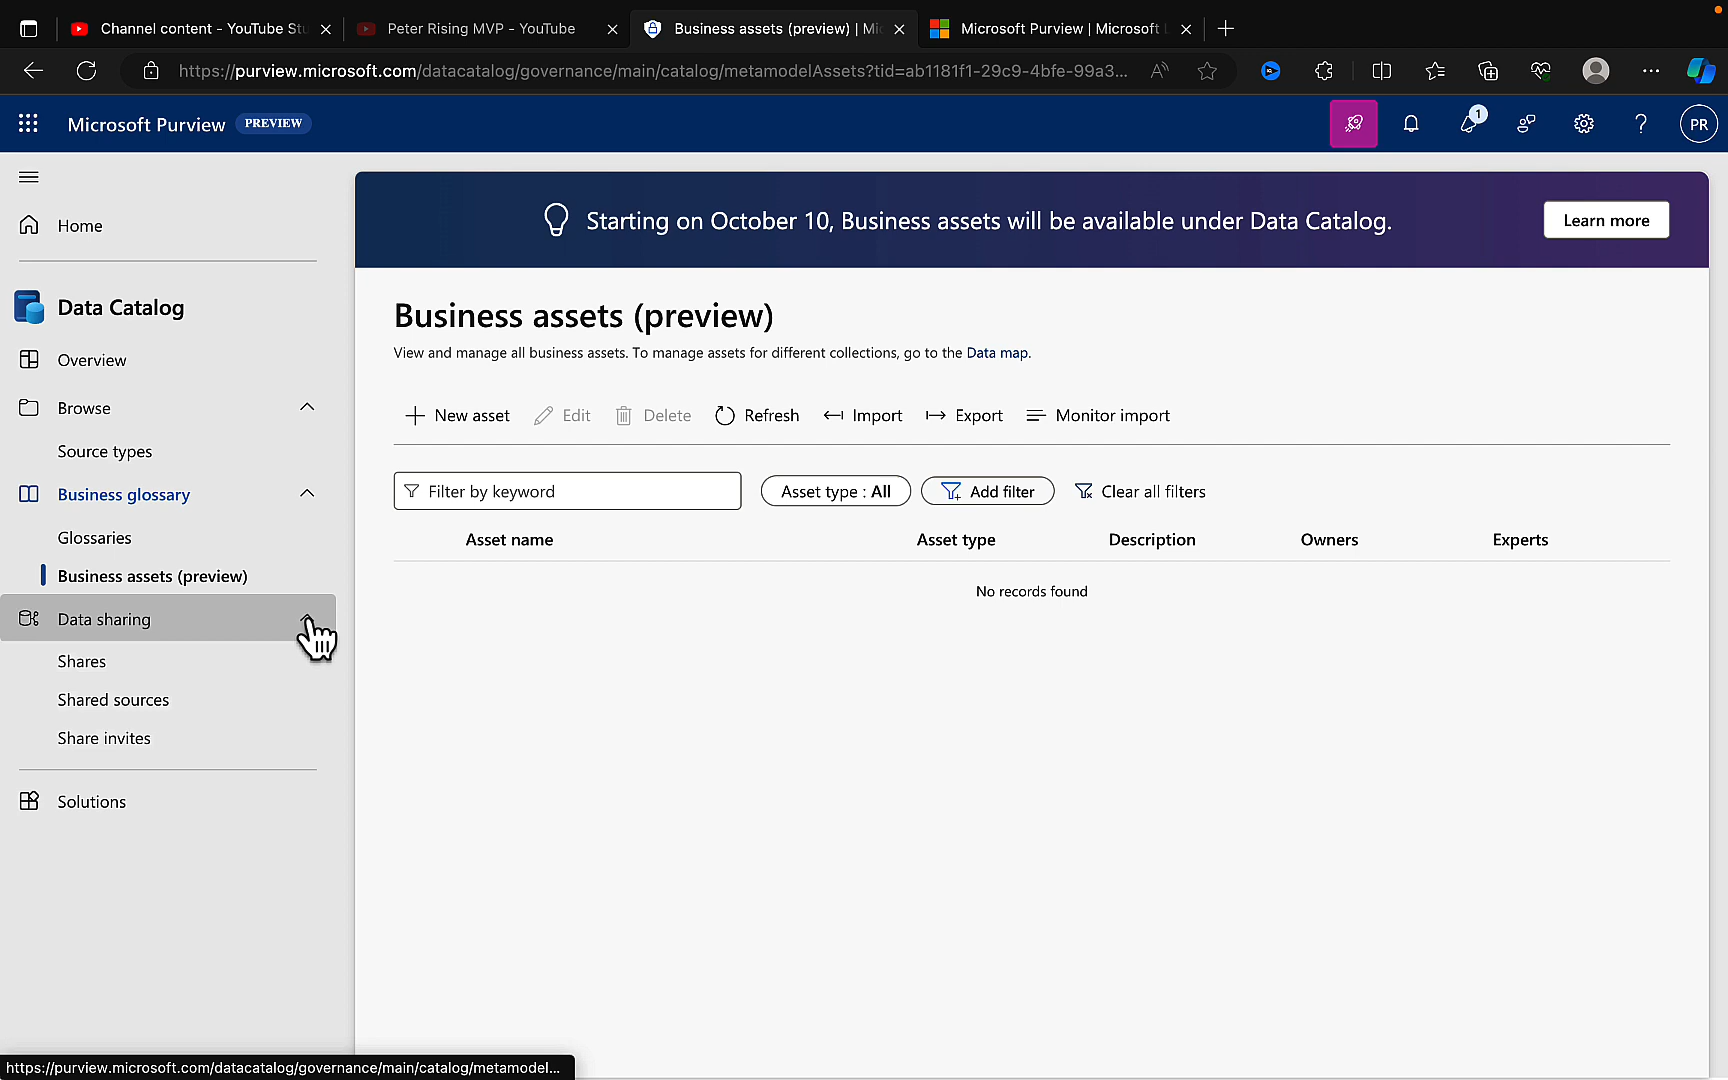 Channel content - YouTube Stu
Peter Rising MVP - YouTube
Business assets (preview) | Mi
Microsoft Purview | Microsoft L
https://purview.microsoft.com/datacatalog/governance/main/catalog/metamodelAssets?tid=ab1181f1-29c9-4bfe-99a3...
Microsoft Purview PREVIEW
1
PR
Home
Data Catalog
Overview
Browse
Source types
Business glossary
Glossaries
Business assets (preview)
Data sharing
Shares
Shared sources
Share invites
Solutions
Starting on October 10, Business assets will be available under Data Catalog.
Learn more
Business assets (preview)
View and manage all business assets. To manage assets for different collections, go to the Data map.
New asset Edit Delete Refresh Import Export Monitor import
Filter by keyword Asset type : All Add filter Clear all filters
Asset name Asset type Description Owners Experts
No records found
https://purview.microsoft.com/datacatalog/governance/main/catalog/metamodel...